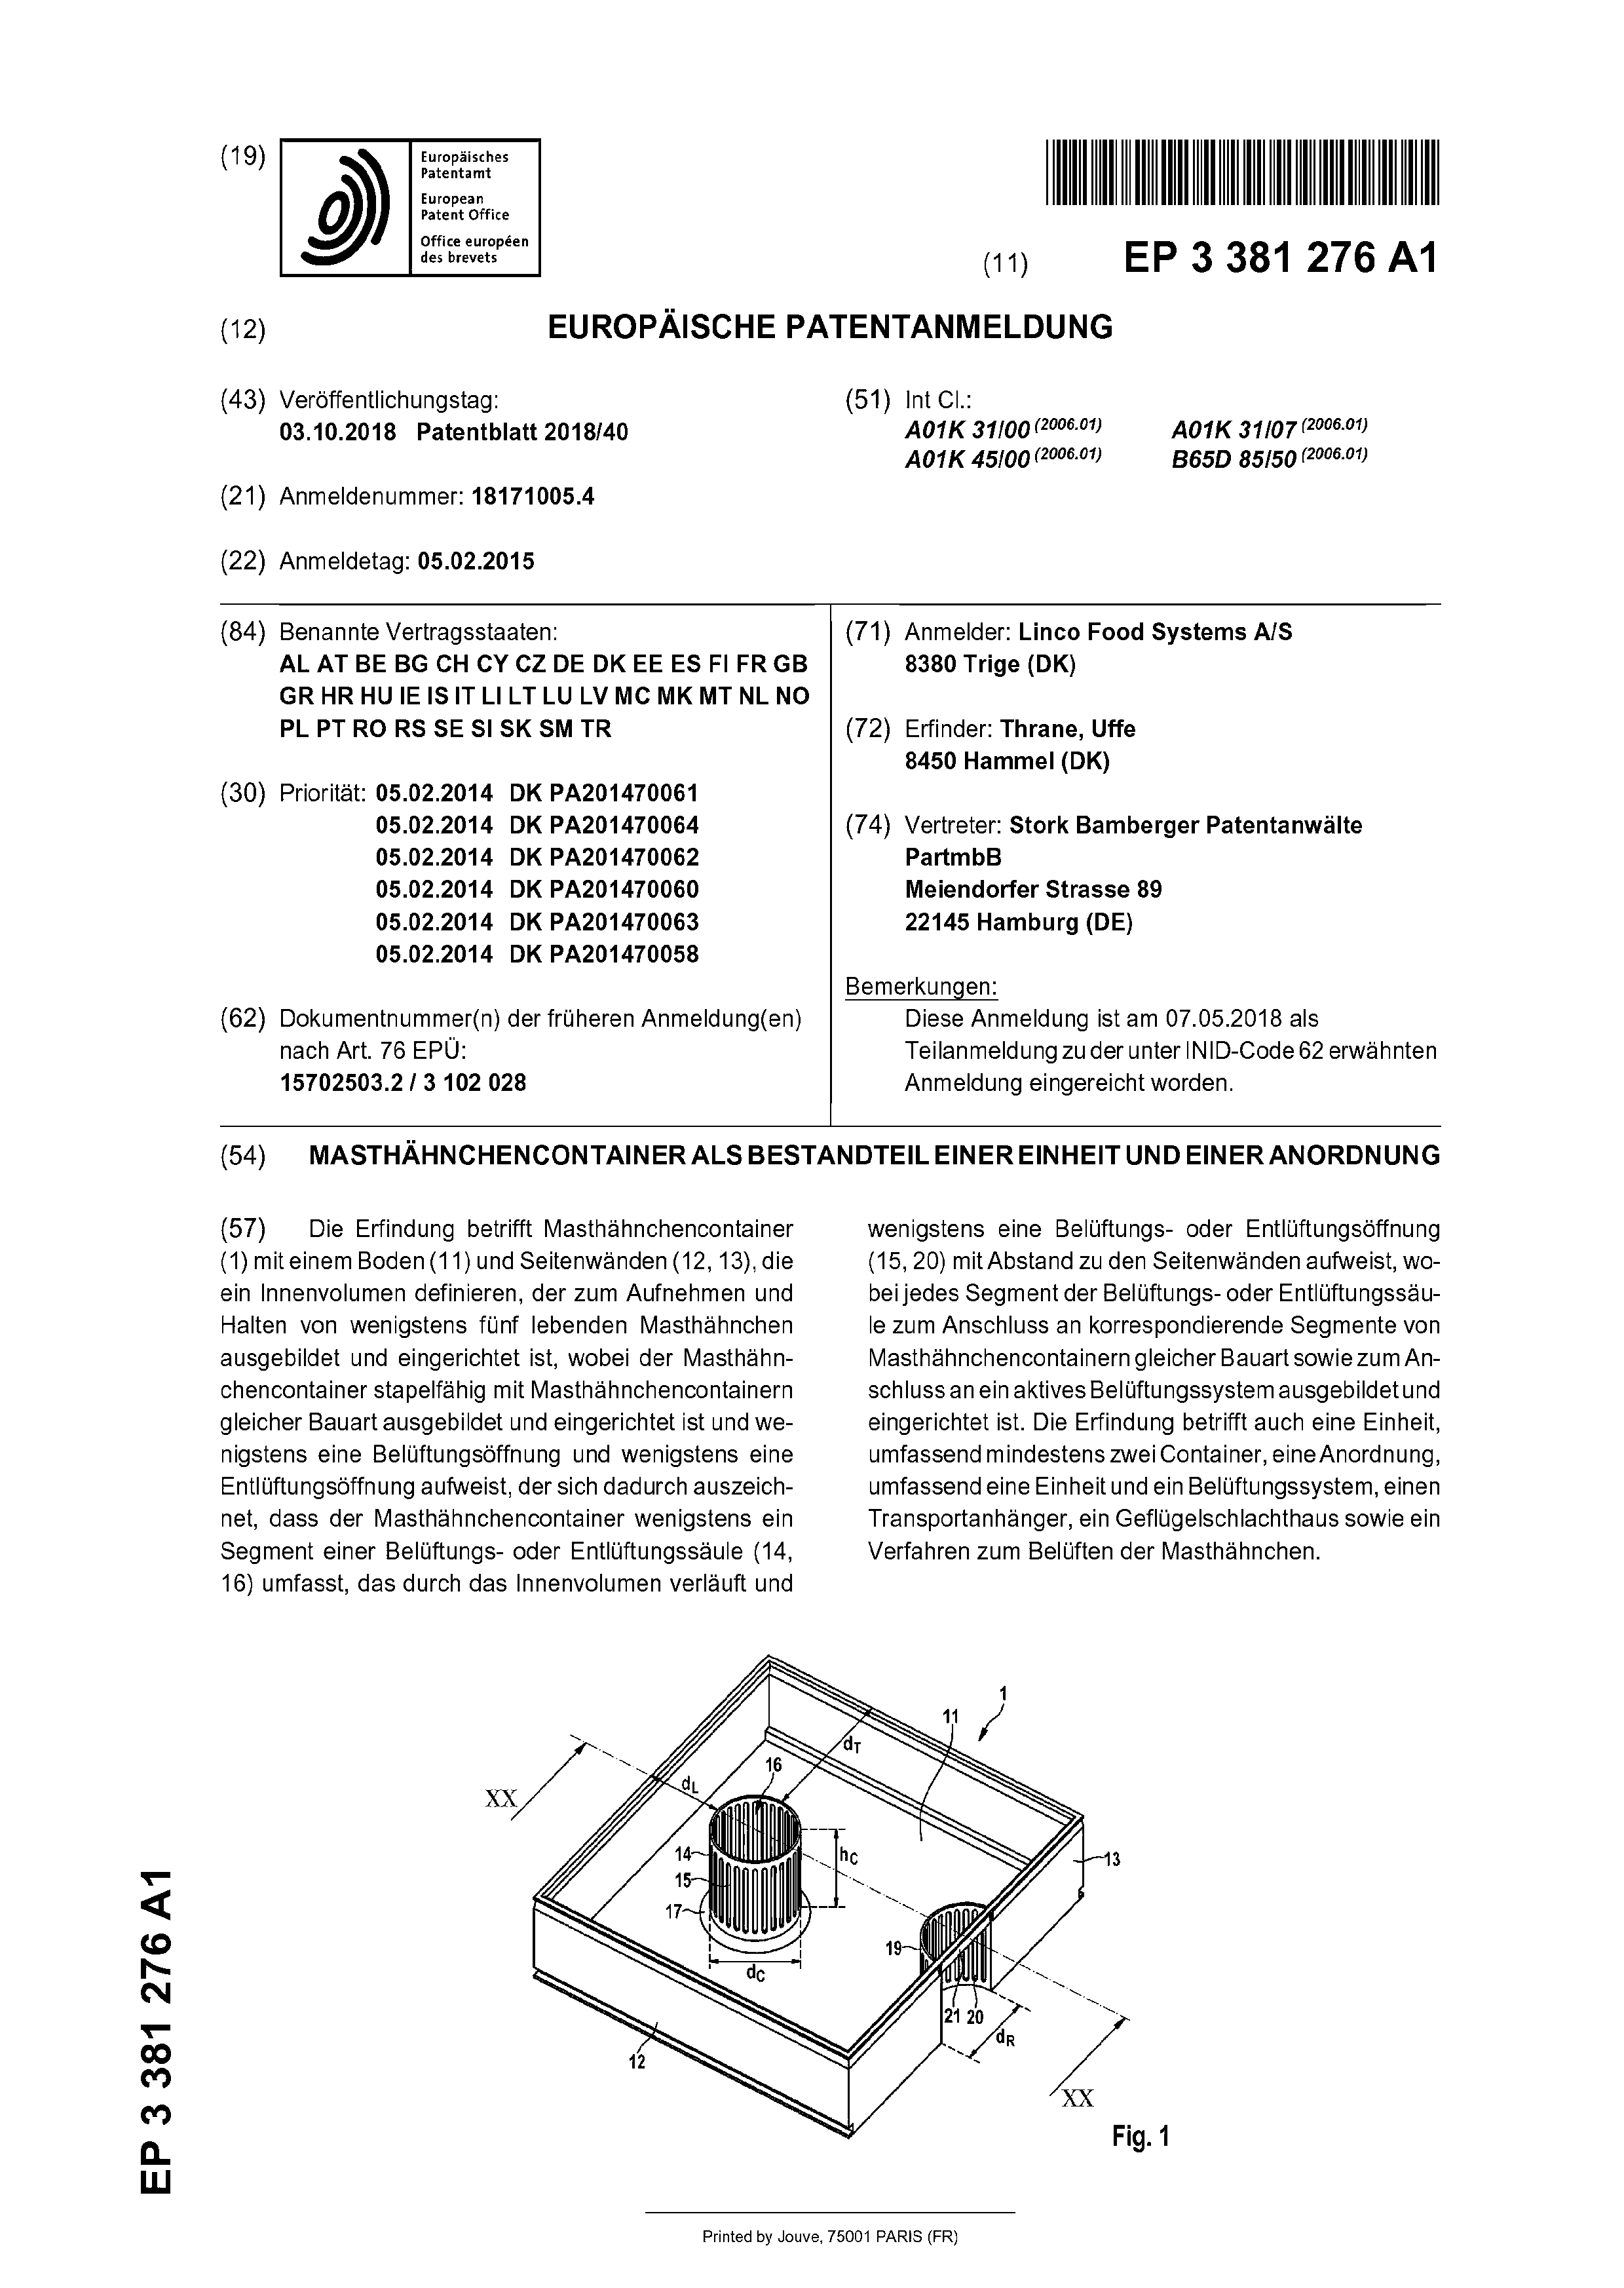 (19)
Europäisches
Patentamt
European
Patent Office
Office européen
des brevets
(11) EP 3 381 276 A1
(12) EUROPÄISCHE PATENTANMELDUNG
(43) Veröffentlichungstag:
03.10.2018 Patentblatt 2018/40
(21) Anmeldenummer: 18171005.4
(22) Anmeldetag: 05.02.2015
(51) Int Cl.:
A01K 31/00 (2006.01) A01K 31/07 (2006.01)
A01K 45/00 (2006.01) B65D 85/50 (2006.01)
(84) Benannte Vertragsstaaten:
AL AT BE BG CH CY CZ DE DK EE ES FI FR GB
GR HR HU IE IS IT LI LT LU LV MC MK MT NL NO
PL PT RO RS SE SI SK SM TR
(30) Priorität: 05.02.2014 DK PA201470061
05.02.2014 DK PA201470064
05.02.2014 DK PA201470062
05.02.2014 DK PA201470060
05.02.2014 DK PA201470063
05.02.2014 DK PA201470058
(62) Dokumentnummer(n) der früheren Anmeldung(en)
nach Art. 76 EPÜ:
15702503.2 / 3 102 028
(71) Anmelder: Linco Food Systems A/S
8380 Trige (DK)
(72) Erfinder: Thrane, Uffe
8450 Hammel (DK)
(74) Vertreter: Stork Bamberger Patentanwälte
PartmbB
Meiendorfer Strasse 89
22145 Hamburg (DE)
Bemerkungen:
Diese Anmeldung ist am 07.05.2018 als
Teilanmeldung zu der unter INID-Code 62 erwähnten
Anmeldung eingereicht worden.
(54) MASTHÄHNCHENCONTAINER ALS BESTANDTEIL EINER EINHEIT UND EINER ANORDNUNG
(57) Die Erfindung betrifft Masthähnchencontainer
(1) mit einem Boden (11) und Seitenwänden (12, 13), die
ein Innenvolumen definieren, der zum Aufnehmen und
Halten von wenigstens fünf lebenden Masthähnchen
ausgebildet und eingerichtet ist, wobei der Masthähn-
chencontainer stapelfähig mit Masthähnchencontainern
gleicher Bauart ausgebildet und eingerichtet ist und we-
nigstens eine Belüftungsöffnung und wenigstens eine
Entlüftungsöffnung aufweist, der sich dadurch auszeich-
net, dass der Masthähnchencontainer wenigstens ein
Segment einer Belüftungs- oder Entlüftungssäule (14,
16) umfasst, das durch das Innenvolumen verläuft und
wenigstens eine Belüftungs- oder Entlüftungsöffnung
(15, 20) mit Abstand zu den Seitenwänden aufweist, wo-
bei jedes Segment der Belüftungs- oder Entlüftungssäu-
le zum Anschluss an korrespondierende Segmente von
Masthähnchencontainern gleicher Bauart sowie zum An-
schluss an ein aktives Belüftungssystem ausgebildet und
eingerichtet ist. Die Erfindung betrifft auch eine Einheit,
umfassend mindestens zwei Container, eine Anordnung,
umfassend eine Einheit und ein Belüftungssystem, einen
Transportanhänger, ein Geflügelschlachthaus sowie ein
Verfahren zum Belüften der Masthähnchen.
1
11
dT
16
dL
XX
14
hC
13
15
17
19
dC
21 20
dR
12
XX
Fig. 1
EP 3 381 276 A1
Printed by Jouve, 75001 PARIS (FR)